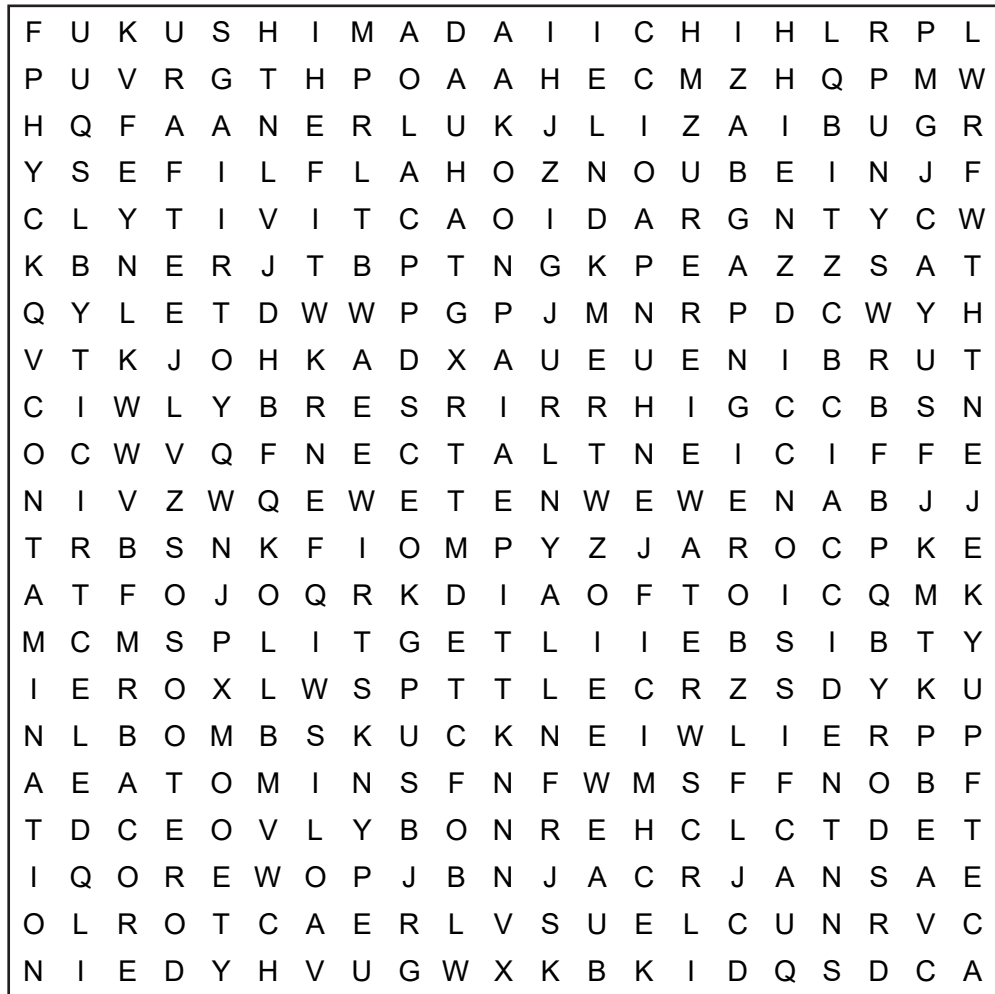 F U K U S H I M A D A I I C H I H L R P L
P U V R G T H P O A A H E C M Z H Q P M W
H Q F A A N E R L U K J L I Z A I B U G R
Y S E F I L F L A H O Z N O U B E I N J F
C L Y T I V I T C A O I D A R G N T Y C W
K B N E R J T B P T N G K P E A Z Z S A T
Q Y L E T D W W P G P J M N R P D C W Y H
V T K J O H K A D X A U E U E N I B R U T
C I W L Y B R E S R I R R H I G C C B S N
O C W V Q F N E C T A L T N E I C I F F E
N I V Z W Q E W E T E N W E W E N A B J J
T R B S N K F I O M P Y Z J A R O C P K E
A T F O J O Q R K D I A O F T O I C Q M K
M C M S P L I T G E T L I I E B S I B T Y
I E R O X L W S P T T L E C R Z S D Y K U
N L B O M B S K U C K N E I W L I E R P P
A E A T O M I N S F N F W M S F F N O B F
T D C E O V L Y B O N R E H C L C T D E T
I Q O R E W O P J B N J A C R J A N S A E
O L R O T C A E R L V S U E L C U N R V C
N I E D Y H V U G W X K B K I D Q S D C A